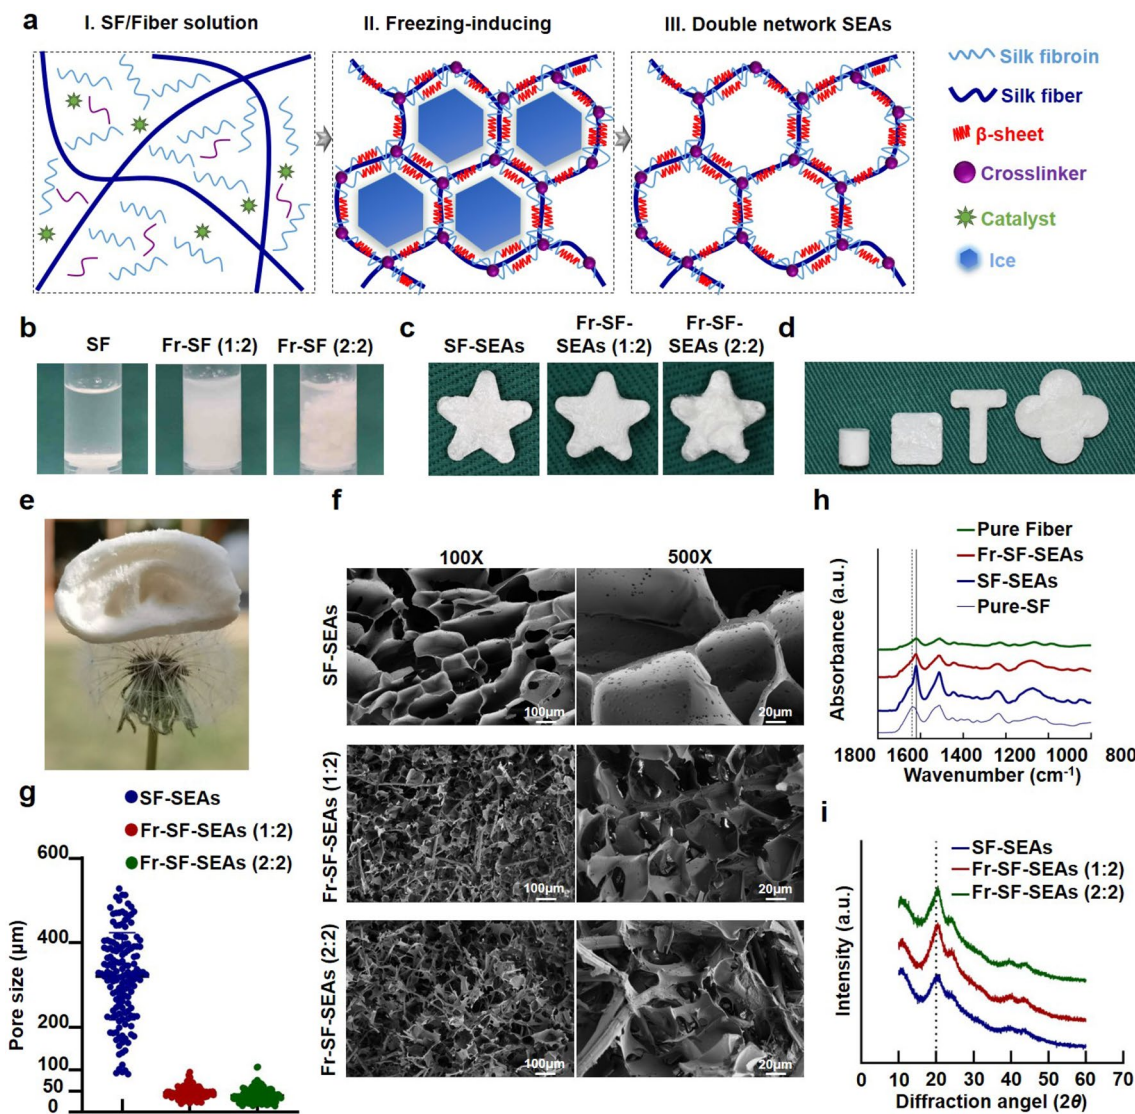 a
I. SF/Fiber solution
II. Freezing-inducing
III. Double network SEAs
Silk fibroin
Silk fiber
β-sheet
Crosslinker
Catalyst
Ice
b
SF
Fr-SF (1:2)
Fr-SF (2:2)
c
SF-SEAs
Fr-SF-
SEAs (1:2)
Fr-SF-
SEAs (2:2)
d
e
f
100X
500X
SF-SEAs
100μm
20μm
Fr-SF-SEAs (1:2)
100μm
20μm
Fr-SF-SEAs (2:2)
100μm
20μm
g
SF-SEAs
Fr-SF-SEAs (1:2)
Fr-SF-SEAs (2:2)
Pore size (μm)
600
400
200
100
50
0
h
Pure Fiber
Fr-SF-SEAs
SF-SEAs
Pure-SF
Absorbance (a.u.)
1800 1600 1400 1200 1000 800
Wavenumber (cm-1)
i
SF-SEAs
Fr-SF-SEAs (1:2)
Fr-SF-SEAs (2:2)
Intensity (a.u.)
0 10 20 30 40 50 60 70
Diffraction angel (2θ)